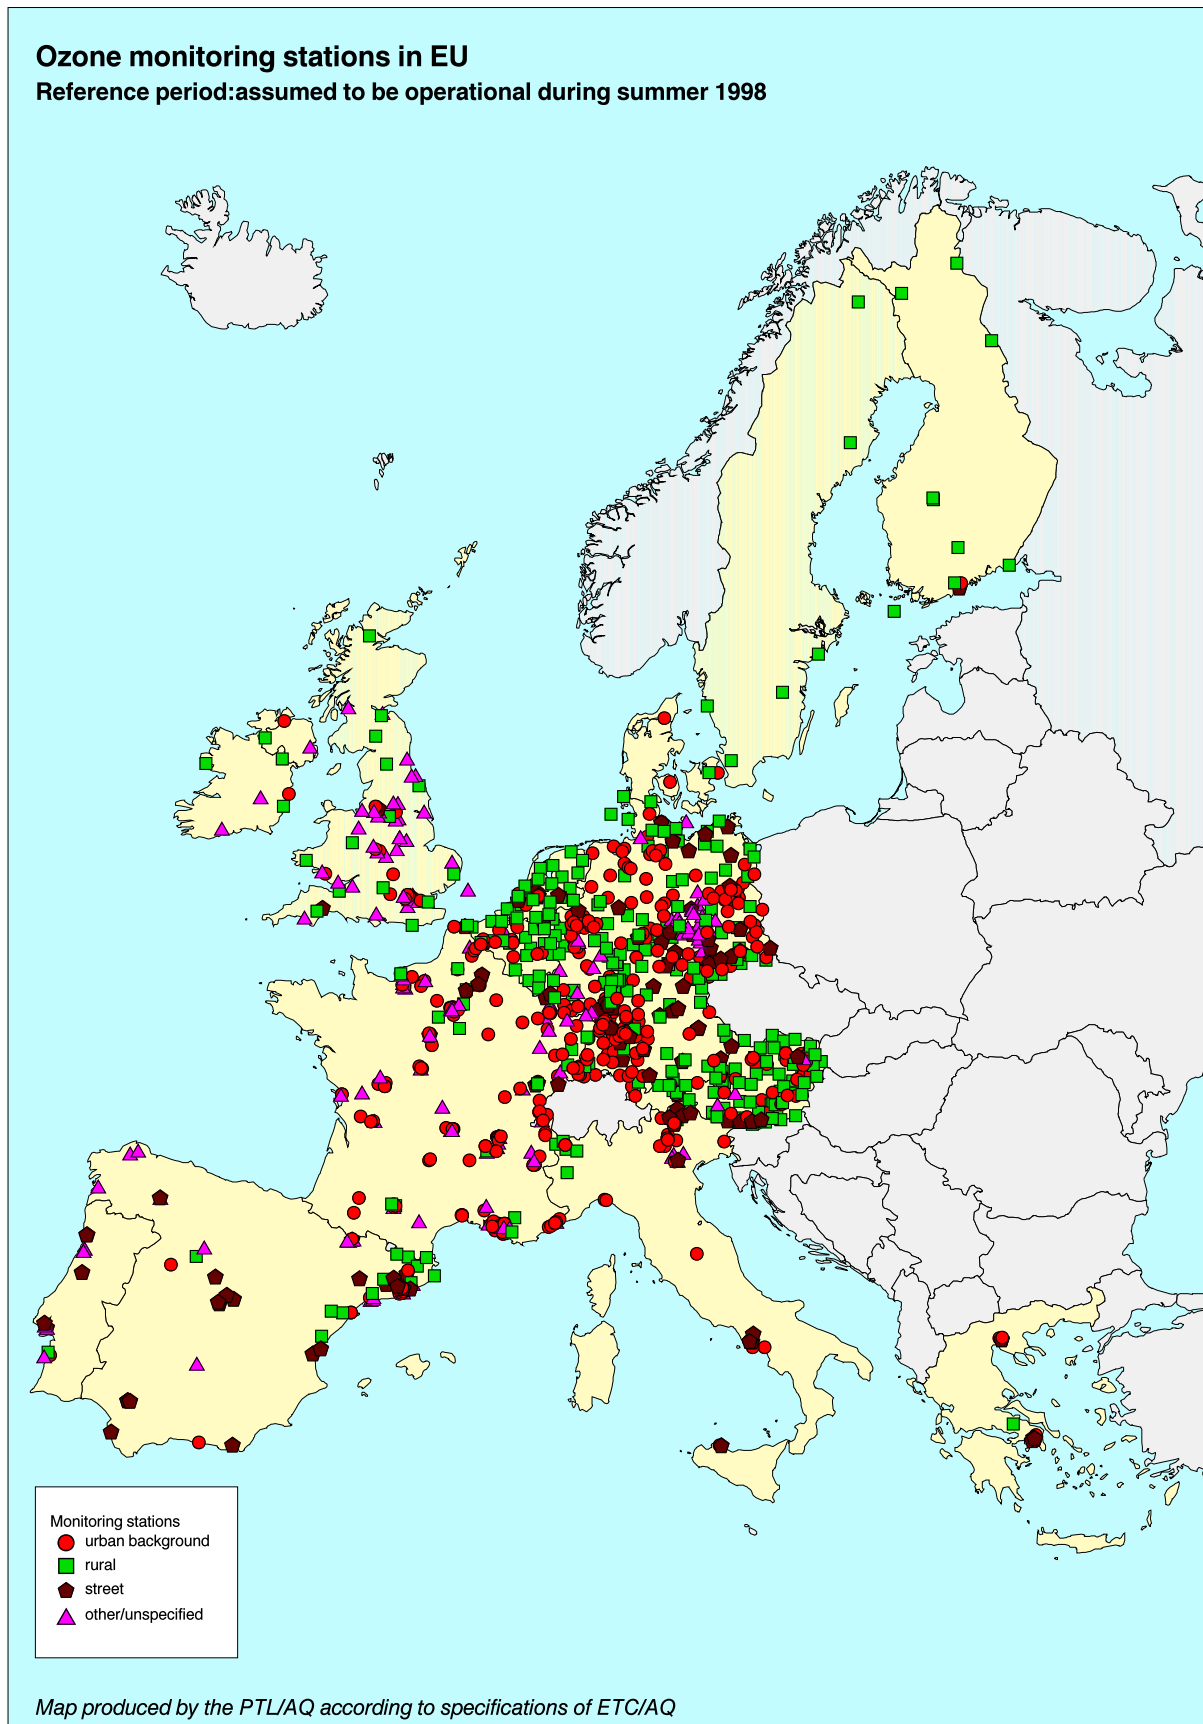 Ozone monitoring stations in EU
Reference period:assumed to be operational during summer 1998
Monitoring stations
urban background
rural
street
other/unspecified
Map produced by the PTL/AQ according to specifications of ETC/AQ